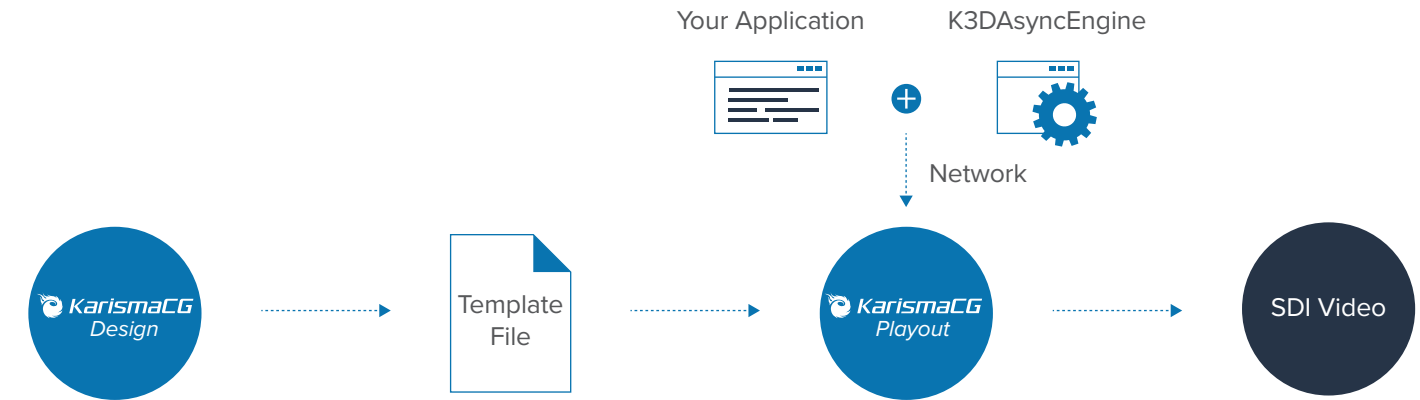 Your Application
K3DAsyncEngine
Network
KarismaCG
Design
Template
File
KarismaCG
Playout
SDI Video